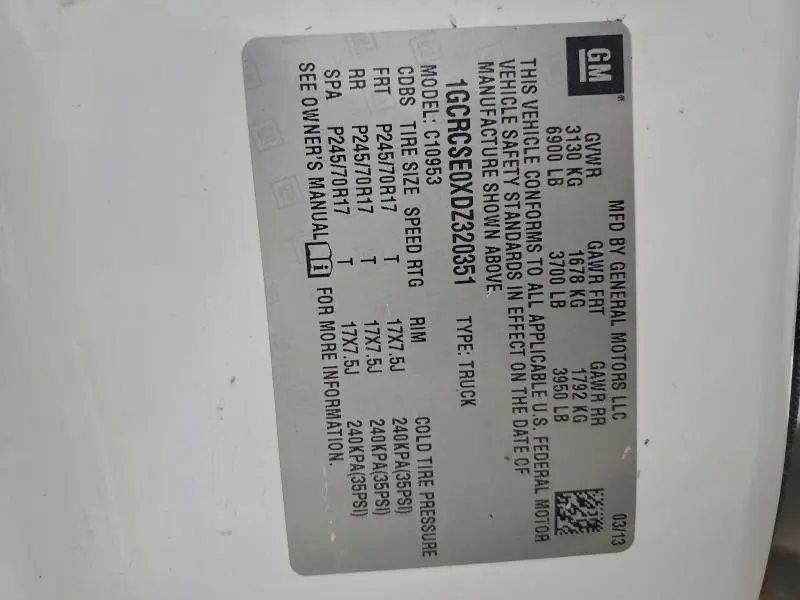 GM
MFD BY GENERAL MOTORS LLC 03/13
GVWR GAWR FRT GAWR RR
3130 KG 1678 KG 1792 KG
6900 LB 3700 LB 3950 LB
THIS VEHICLE CONFORMS TO ALL APPLICABLE U.S. FEDERAL MOTOR
VEHICLE SAFETY STANDARDS IN EFFECT ON THE DATE OF
MANUFACTURE SHOWN ABOVE.
1GCRCSE0XDZ320351 TYPE: TRUCK
MODEL: C10953
CDBS TIRE SIZE SPEED RTG RIM COLD TIRE PRESSURE
FRT P245/70R17 T 17X7.5J 240KPA(35PSI)
RR P245/70R17 T 17X7.5J 240KPA(35PSI)
SPA P245/70R17 T 17X7.5J 240KPA(35PSI)
SEE OWNER'S MANUAL FOR MORE INFORMATION.